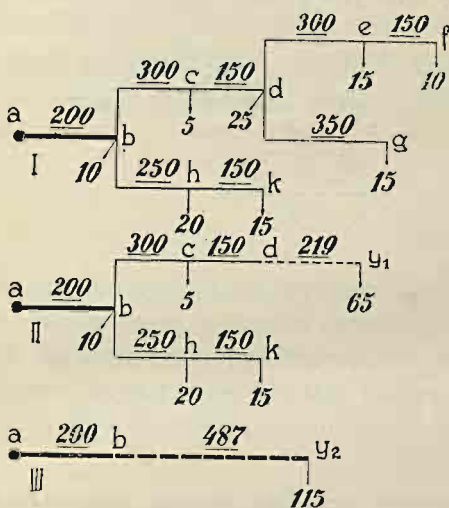 300 e 150 f
300 c 150 d 15 10
a 200 b 5 25 350 g
I 10 250 h 150 k 15
20 15
300 c 150 d 219 y₁
a 200 b 5 65
II 10 250 h 150 k
20 15
a 200 b 487 y₂
III 115